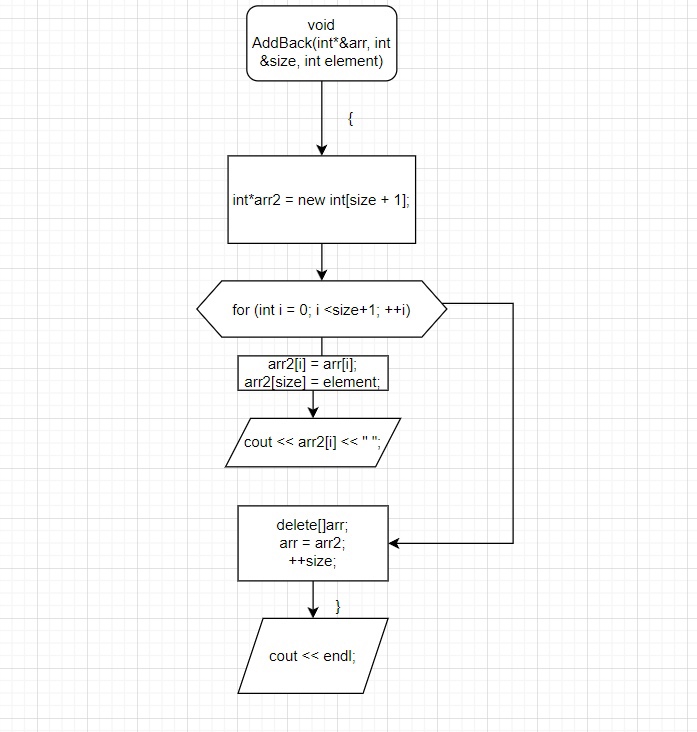 void
AddBack(int*&arr, int
&size, int element)
{
int*arr2 = new int[size + 1];
for (int i = 0; i <size+1; ++i)
arr2[i] = arr[i];
arr2[size] = element;
cout << arr2[i] << " ";
delete[]arr;
arr = arr2;
++size;
}
cout << endl;